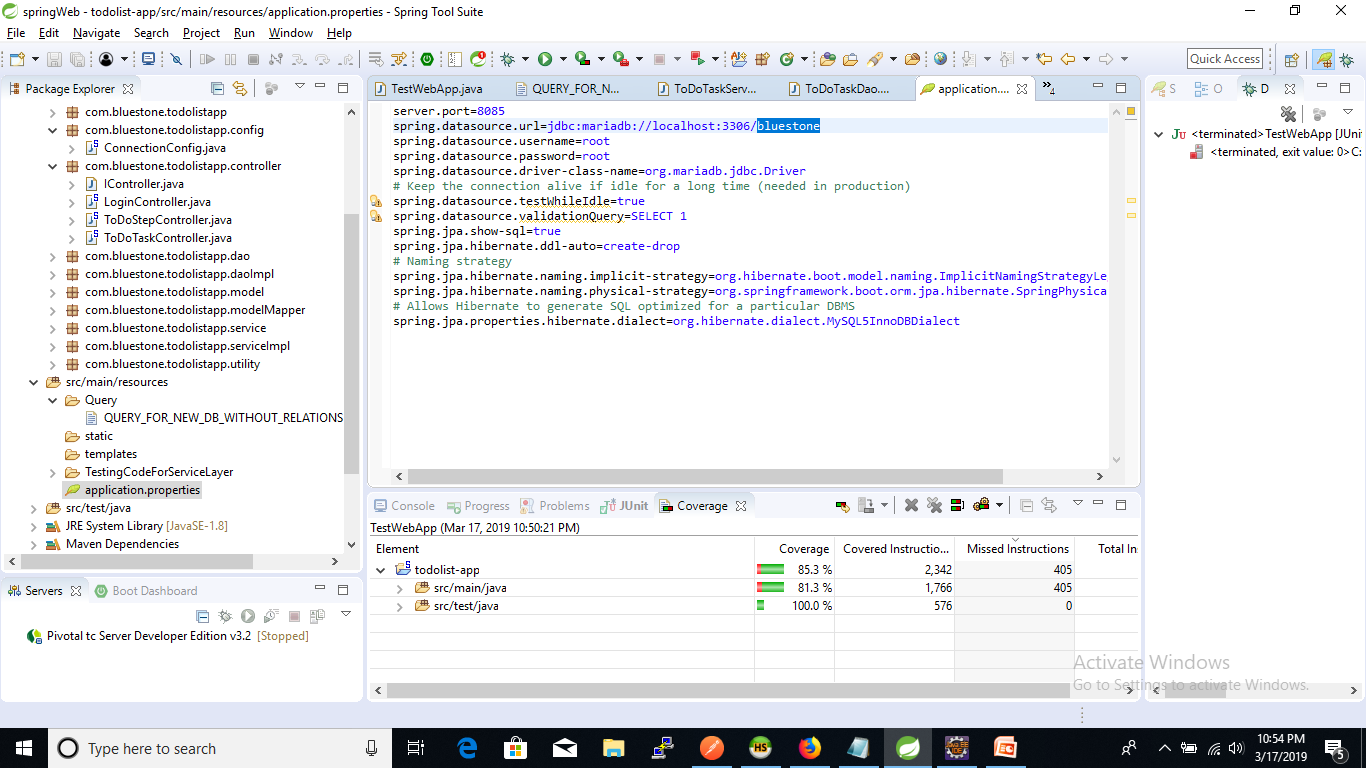 springWeb - todolist-app/src/main/resources/application.properties - Spring Tool Suite
File Edit Navigate Search Project Run Window Help
Quick Access
Package Explorer
com.bluestone.todolistapp
com.bluestone.todolistapp.config
ConnectionConfig.java
com.bluestone.todolistapp.controller
IController.java
LoginController.java
ToDoStepController.java
ToDoTaskController.java
com.bluestone.todolistapp.dao
com.bluestone.todolistapp.daoImpl
com.bluestone.todolistapp.model
com.bluestone.todolistapp.modelMapper
com.bluestone.todolistapp.service
com.bluestone.todolistapp.serviceImpl
com.bluestone.todolistapp.utility
src/main/resources
Query
QUERY_FOR_NEW_DB_WITHOUT_RELATIONS
static
templates
TestingCodeForServiceLayer
application.properties
src/test/java
JRE System Library [JavaSE-1.8]
Maven Dependencies
Servers Boot Dashboard
Pivotal tc Server Developer Edition v3.2 [Stopped]
TestWebApp.java QUERY_FOR_N... ToDoTaskServ... ToDoTaskDao.... application.... »4
server.port=8085
spring.datasource.url=jdbc:mariadb://localhost:3306/bluestone
spring.datasource.username=root
spring.datasource.password=root
spring.datasource.driver-class-name=org.mariadb.jdbc.Driver
# Keep the connection alive if idle for a long time (needed in production)
spring.datasource.testWhileIdle=true
spring.datasource.validationQuery=SELECT 1
spring.jpa.show-sql=true
spring.jpa.hibernate.ddl-auto=create-drop
# Naming strategy
spring.jpa.hibernate.naming.implicit-strategy=org.hibernate.boot.model.naming.ImplicitNamingStrategyLe
spring.jpa.hibernate.naming.physical-strategy=org.springframework.boot.orm.jpa.hibernate.SpringPhysica
# Allows Hibernate to generate SQL optimized for a particular DBMS
spring.jpa.properties.hibernate.dialect=org.hibernate.dialect.MySQL5InnoDBDialect
Console Progress Problems JUnit Coverage
TestWebApp (Mar 17, 2019 10:50:21 PM)
Element Coverage Covered Instructio... Missed Instructions Total In
todolist-app 85.3 % 2,342 405
src/main/java 81.3 % 1,766 405
src/test/java 100.0 % 576 0
S O D
<terminated>TestWebApp [JUnit
<terminated, exit value: 0>C:
Activate Windows
Go to Settings to activate Windows.
Type here to search
HS
10:54 PM
3/17/2019
5